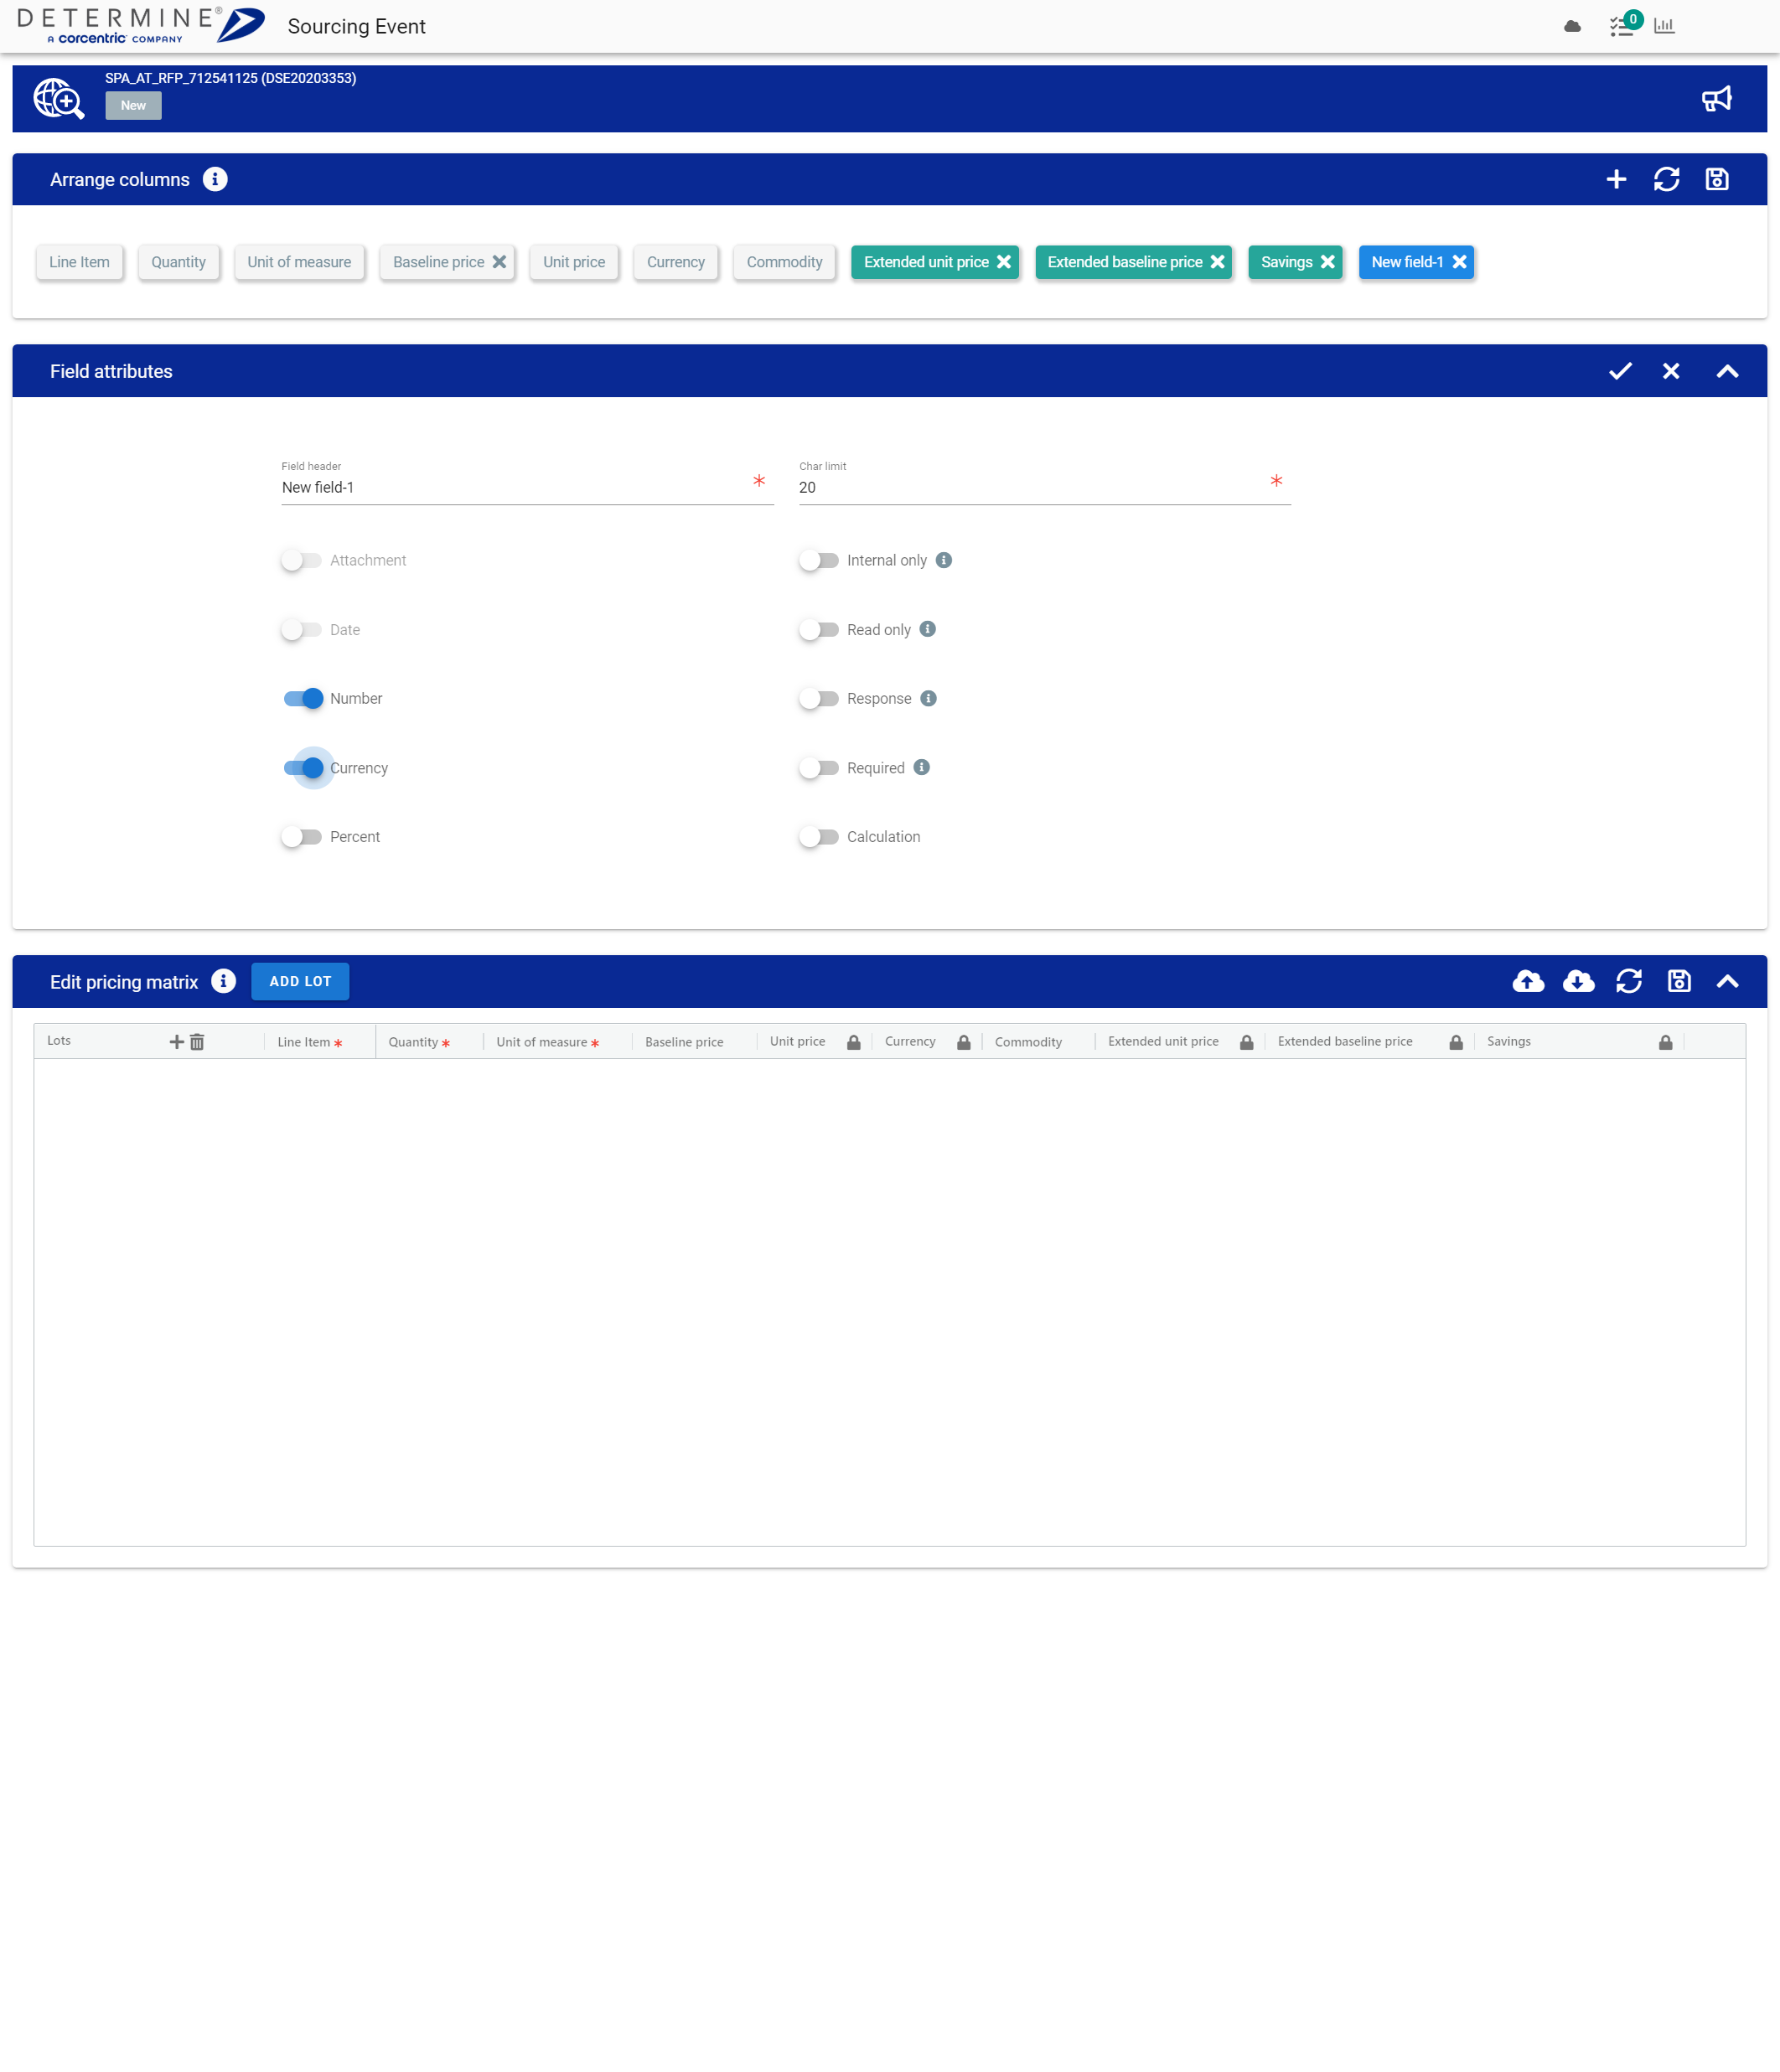 DETERMINE®
A corcentric COMPANY
Sourcing Event
0
SPA_AT_RFP_712541125 (DSE20203353)
New
Arrange columns
Line Item Quantity Unit of measure Baseline price Unit price Currency Commodity Extended unit price Extended baseline price Savings New field-1
Field attributes
Field header Char limit
New field-1 * 20 *
Attachment Internal only
Date Read only
Number Response
Currency Required
Percent Calculation
Edit pricing matrix ADD LOT
Lots Line Item * Quantity * Unit of measure * Baseline price Unit price Currency Commodity Extended unit price Extended baseline price Savings